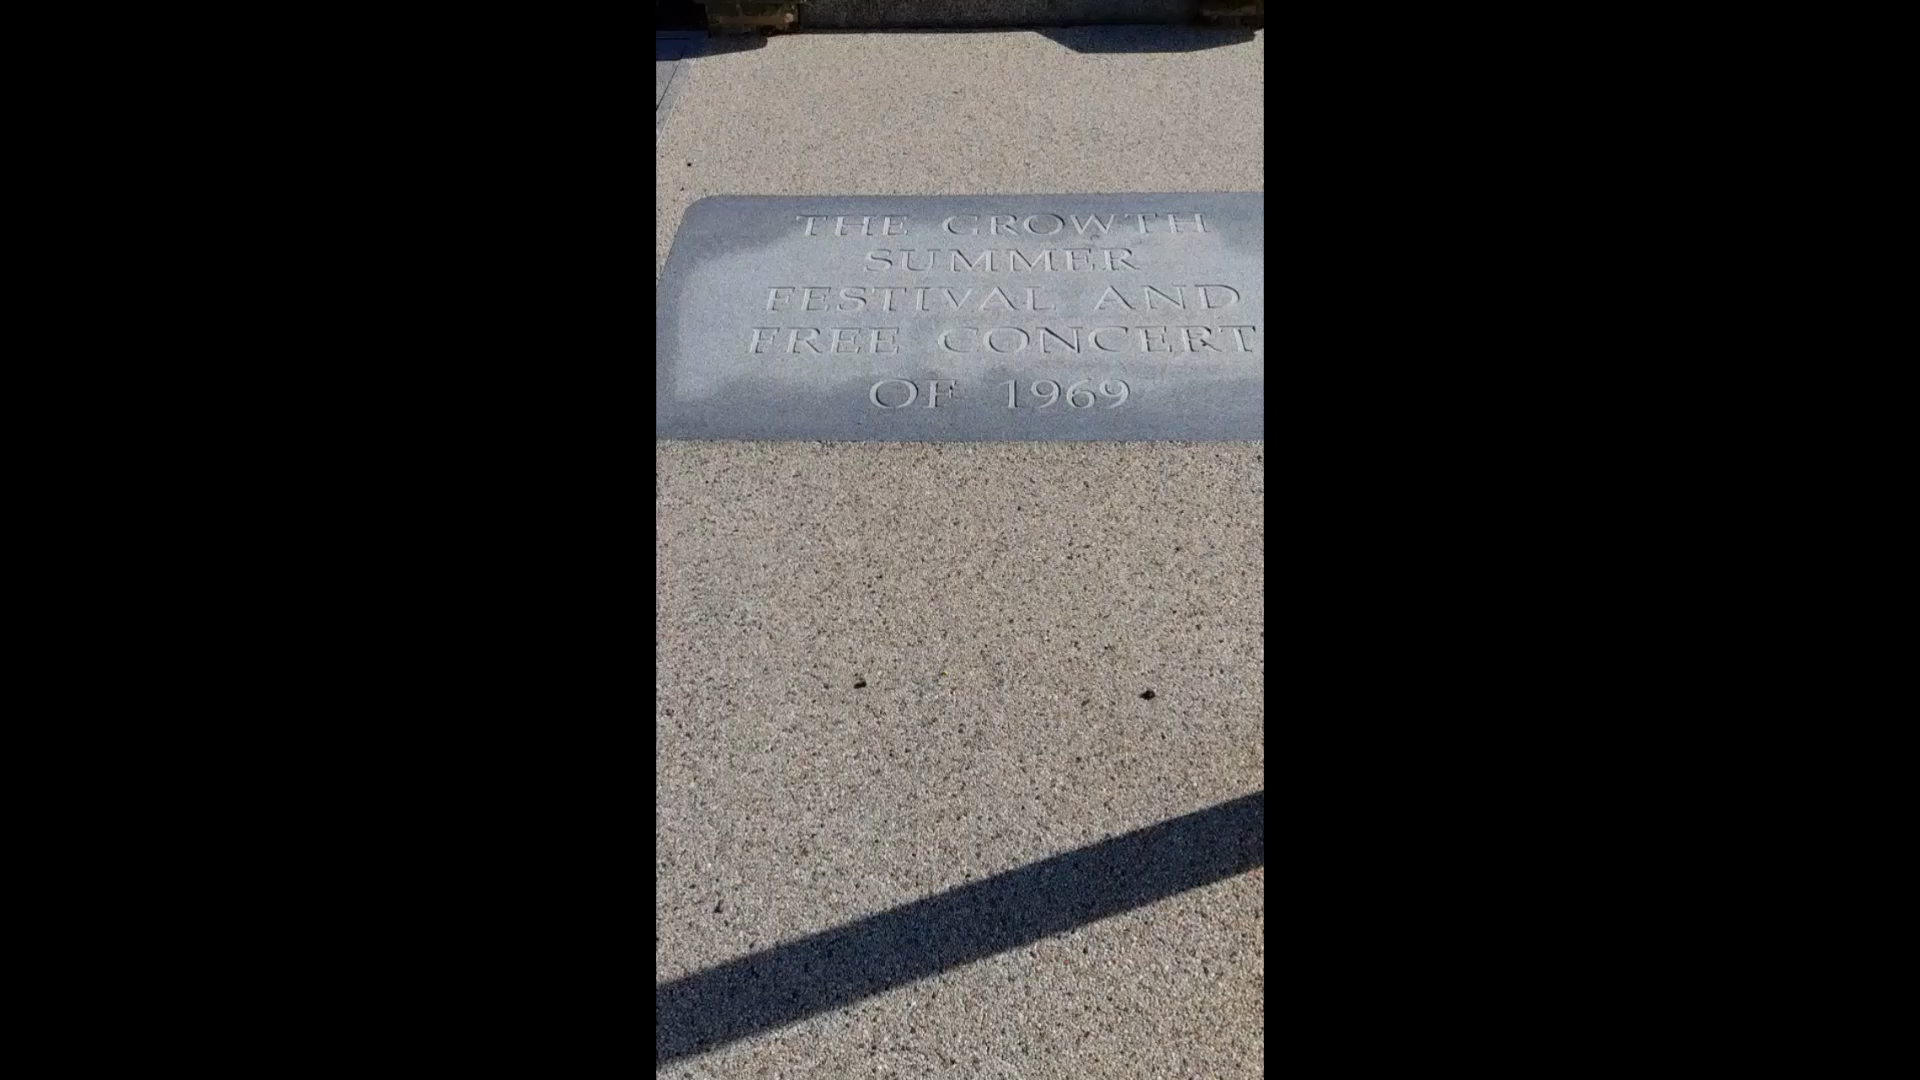 THE GROWTH
SUMMER
FESTIVAL AND
FREE CONCERT
OF 1969